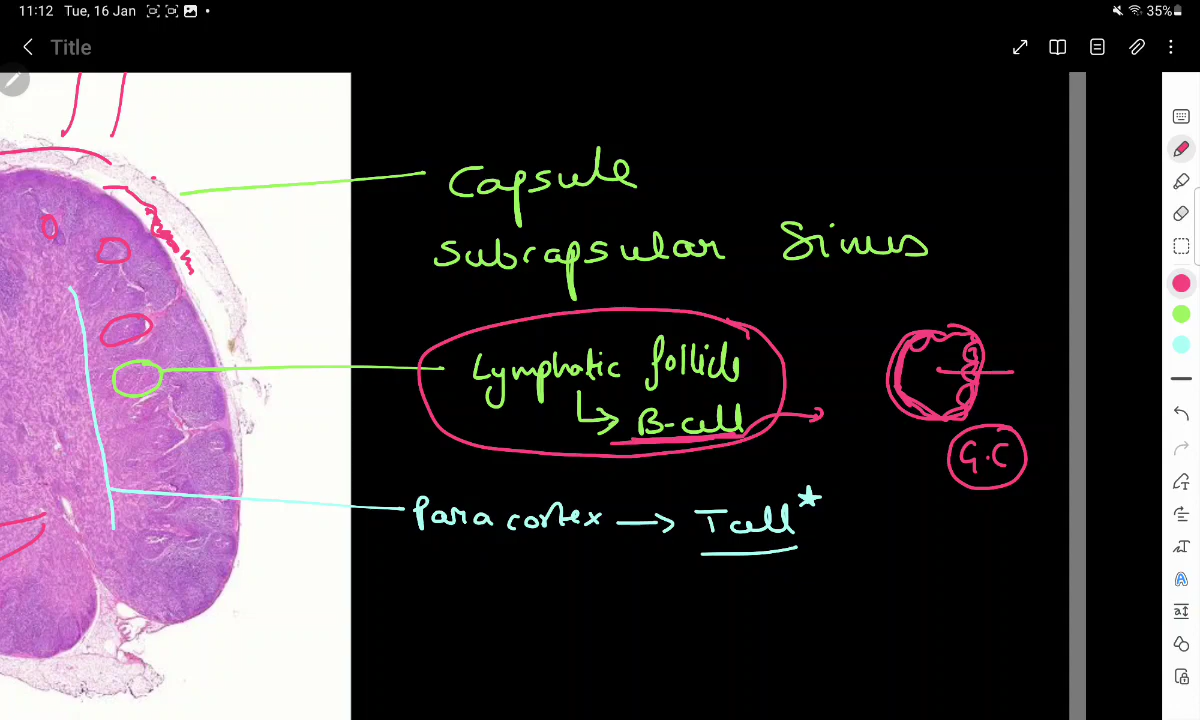 11:12 Tue, 16 Jan
35%
Title
Capsule
Subcapsular Sinus
Lymphatic follicle
↳ B-cell
G.C
Para cortex → T cell*